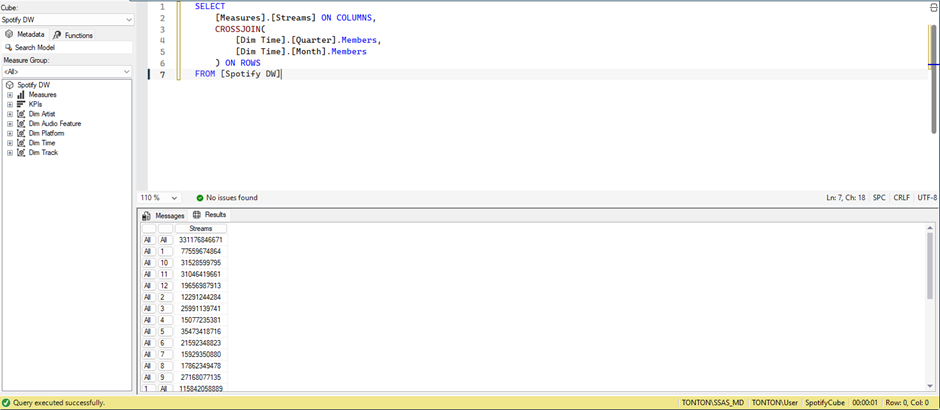 Cube:
Spotify DW
Metadata Functions
Search Model
Measure Group:
<All>
Spotify DW
Measures
KPIs
Dim Artist
Dim Audio Feature
Dim Platform
Dim Time
Dim Track
1 SELECT
2 [Measures].[Streams] ON COLUMNS,
3 CROSSJOIN(
4 [Dim Time].[Quarter].Members,
5 [Dim Time].[Month].Members
6 ) ON ROWS
7 FROM [Spotify DW]
110 % No issues found Ln: 7, Ch: 18 SPC CRLF UTF-8
Messages Results
Streams
All All 331176846671
All 1 77559674864
All 10 31528599795
All 11 31046419661
All 12 19656987913
All 2 12291244284
All 3 25991139741
All 4 15077235381
All 5 35473418716
All 6 21592348823
All 7 15929350880
All 8 17862349478
All 9 27168077135
1 All 115842058889
Query executed successfully. TONTON\SSAS_MD TONTON\User SpotifyCube 00:00:01 Row: 0, Col: 0